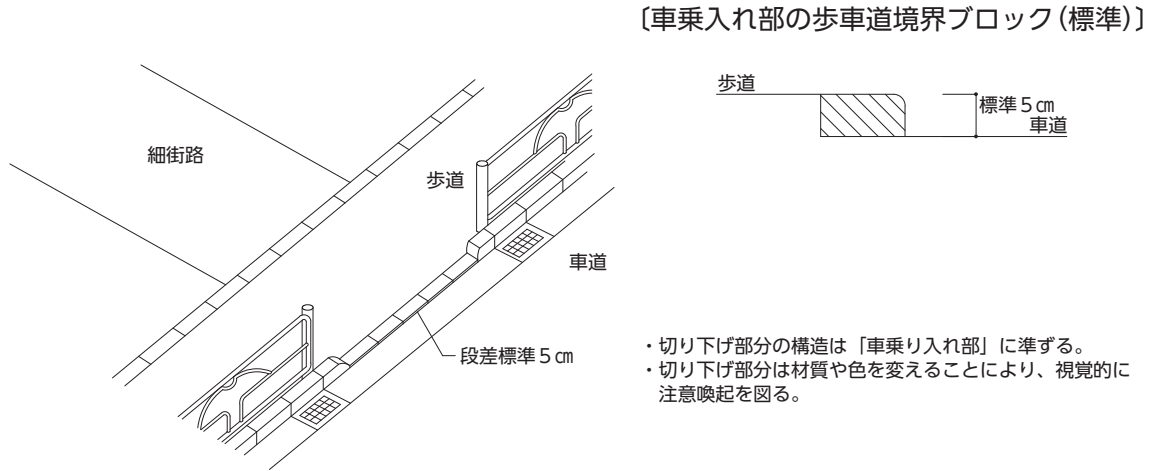 〔車乗入れ部の歩車道境界ブロック(標準)〕
歩道
標準5㎝
車道
細街路
歩道
車道
段差標準5㎝
・切り下げ部分の構造は「車乗り入れ部」に準ずる。
・切り下げ部分は材質や色を変えることにより、視覚的に
注意喚起を図る。